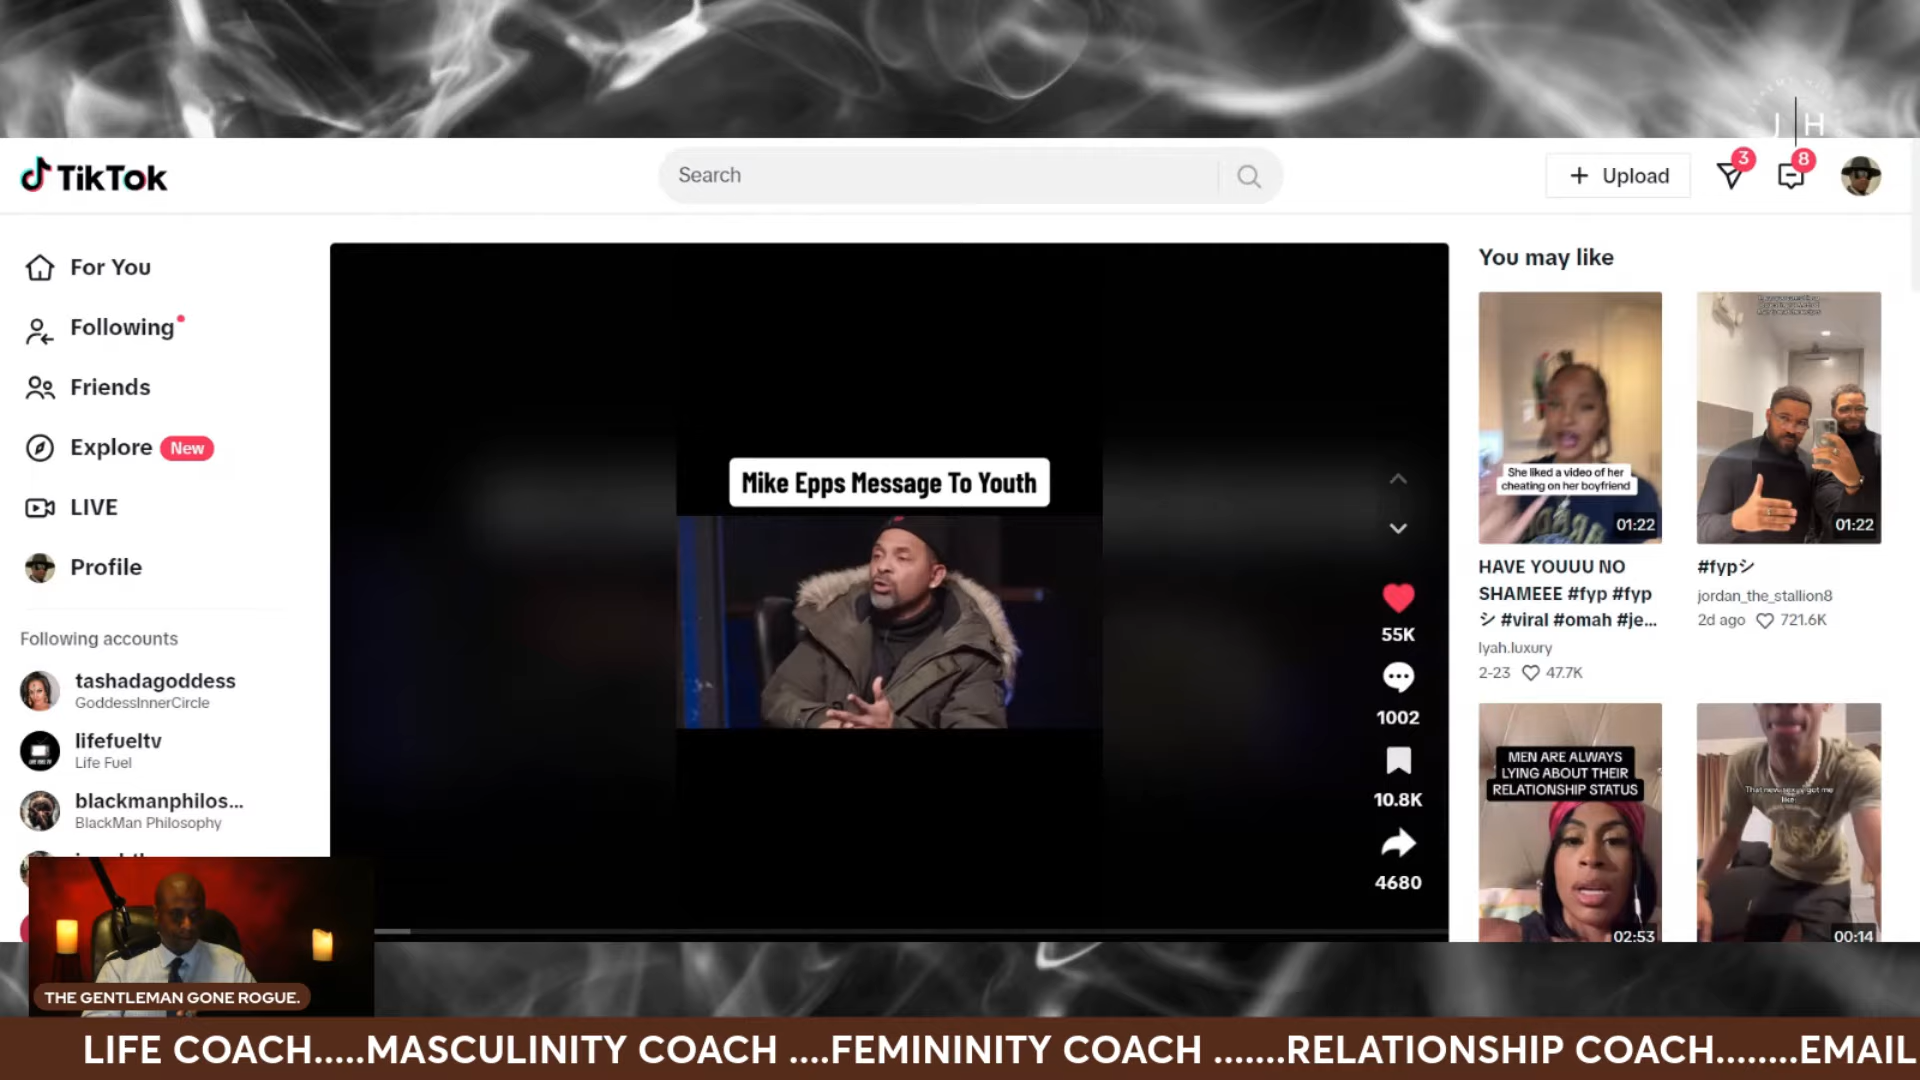 J|H
TikTok
Search
+ Upload
3
8
For You
Following
Friends
Explore New
LIVE
Profile
Following accounts
tashadagoddess
GoddessInnerCircle
lifefueltv
Life Fuel
blackmanphilos...
BlackMan Philosophy
Mike Epps Message To Youth
55K
1002
10.8K
4680
You may like
She liked a video of her
cheating on her boyfriend
01:22
HAVE YOUUU NO
SHAMEEE #fyp #fyp
シ #viral #omah #je...
lyah.luxury
2-23 47.7K
01:22
#fypシ
jordan_the_stallion8
2d ago 721.6K
MEN ARE ALWAYS
LYING ABOUT THEIR
RELATIONSHIP STATUS
02:53
got me
like
00:14
THE GENTLEMAN GONE ROGUE.
LIFE COACH.....MASCULINITY COACH ....FEMININITY COACH .......RELATIONSHIP COACH........EMAIL